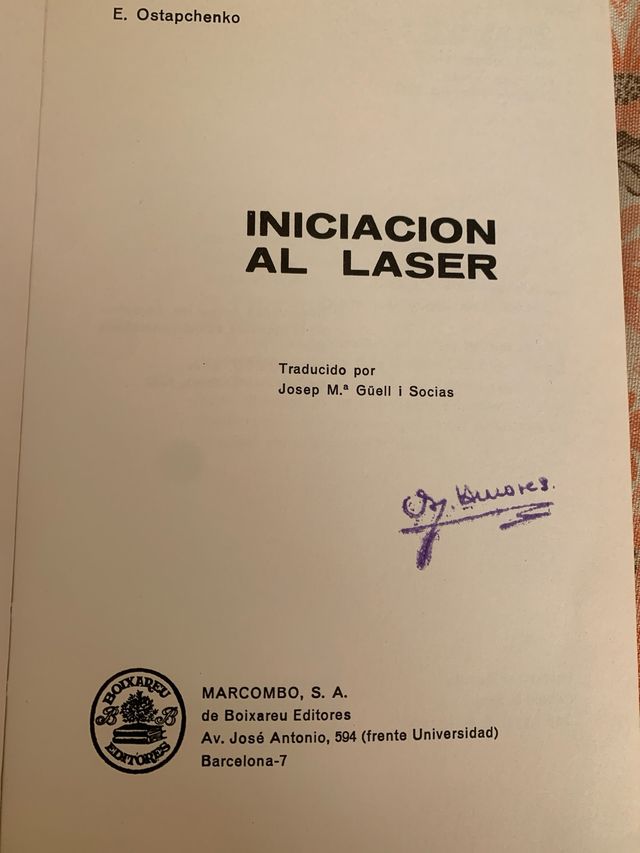 E. Ostapchenko
INICIACION
AL LASER
Traducido por
Josep M.ª Güell i Socias
BOIXAREU
EDITORES
MARCOMBO, S. A.
de Boixareu Editores
Av. José Antonio, 594 (frente Universidad)
Barcelona-7